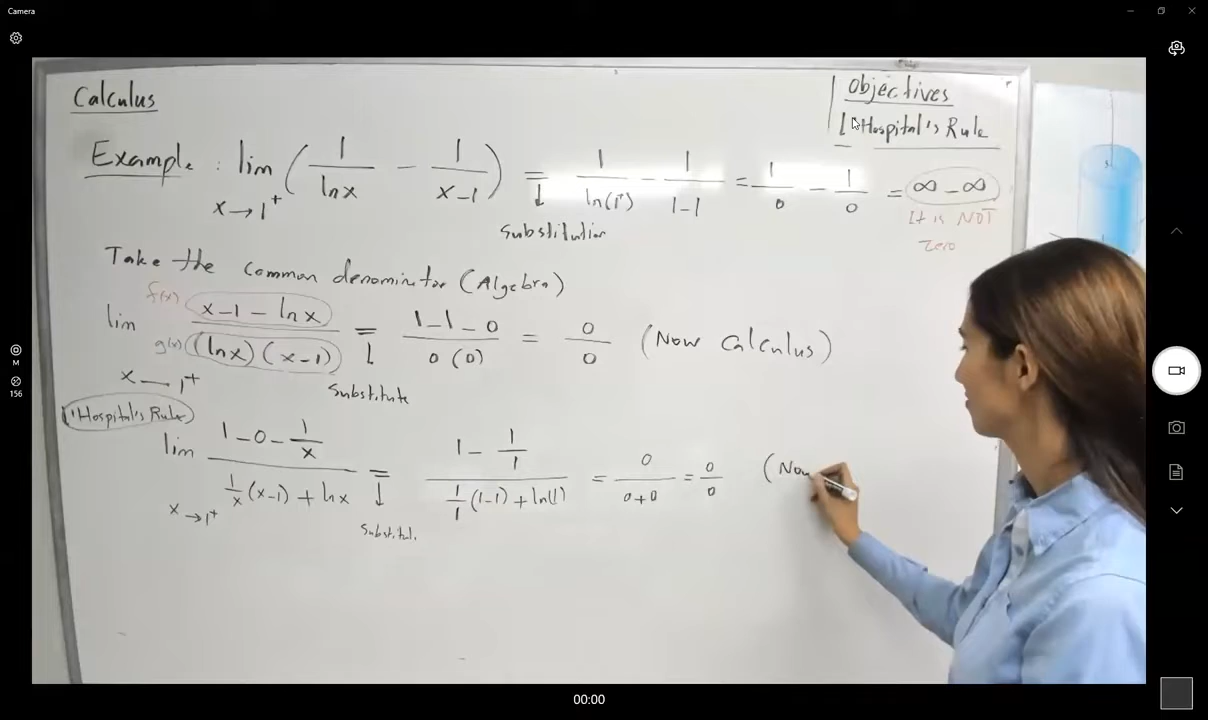 Camera
Calculus
Objectives
L'Hospital's Rule
Example : lim x→1⁺ ( 1/lnx − 1/(x−1) ) = 1/ln(1⁺) − 1/(1−1) = 1/0 − 1/0 = ∞ − ∞
Substitution
It is NOT
Zero
Take the common denominator (Algebra)
f(x)
g(x)
lim x→1⁺ (x−1−lnx)/((lnx)(x−1)) = (1−1−0)/(0(0)) = 0/0 (Now Calculus)
Substitute
L'Hospital's Rule)
lim x→1⁺ (1−0−1/x)/(1/x(x−1)+lnx) = (1−1/1)/(1/1(1−1)+ln(1)) = 0/(0+0) = 0/0 (Now
Substitut.
M
156
00:00